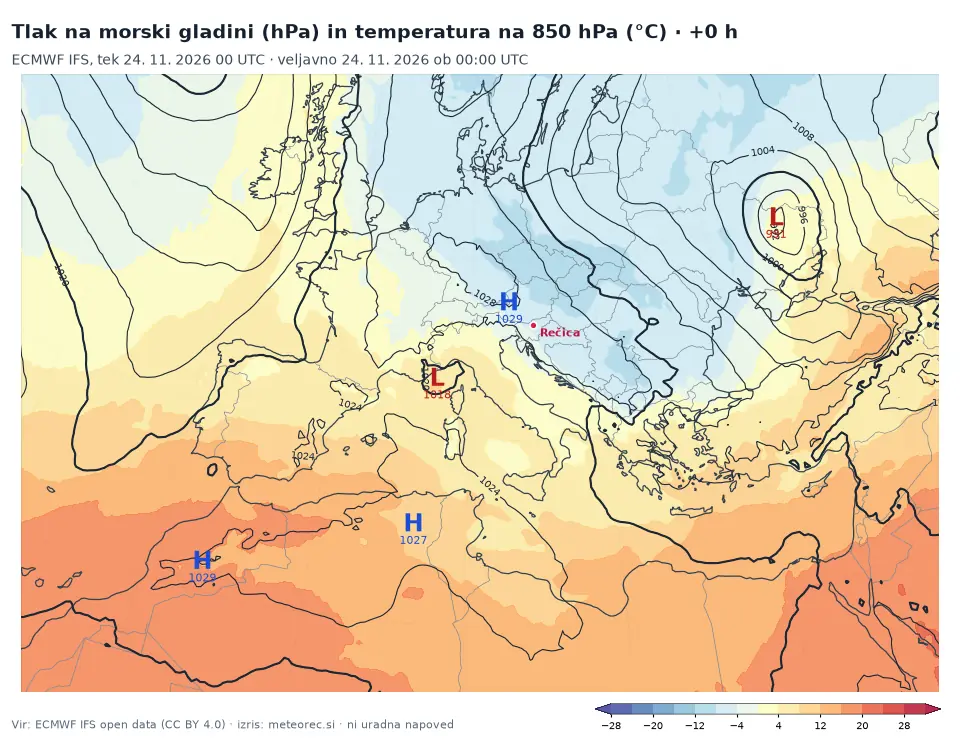 Tlak na morski gladini (hPa) in temperatura na 850 hPa (°C) · +0 h
ECMWF IFS, tek 24. 11. 2026 00 UTC · veljavno 24. 11. 2026 ob 00:00 UTC
1008
1004
996
L
991
1000
1020
1028
H
1029
Rečica
L
1018
1024
1024
1024
H
1027
H
1029
−28 −20 −12 −4 4 12 20 28
Vir: ECMWF IFS open data (CC BY 4.0) · izris: meteorec.si · ni uradna napoved